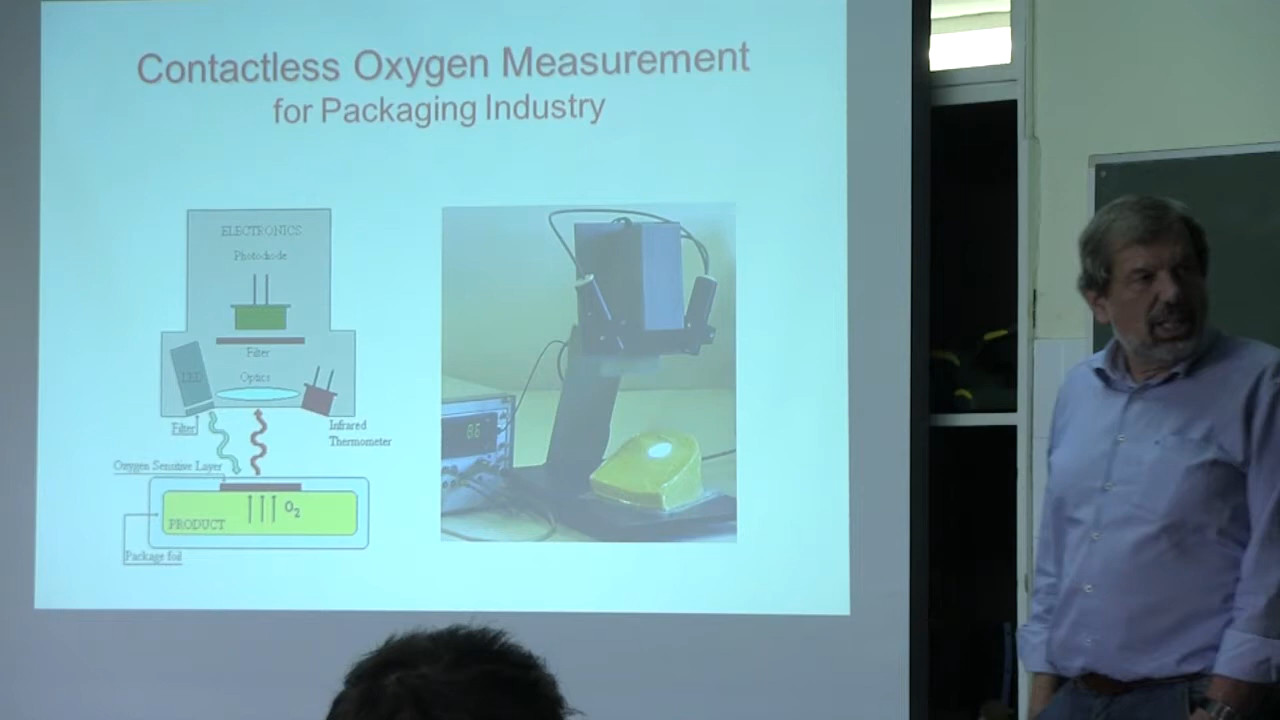 Contactless Oxygen Measurement
for Packaging Industry
ELECTRONICS
Photodiode
Filter
LED
Optics
Filter
Infrared
Thermometer
Oxygen Sensitive Layer
O2
PRODUCT
Package foil
86